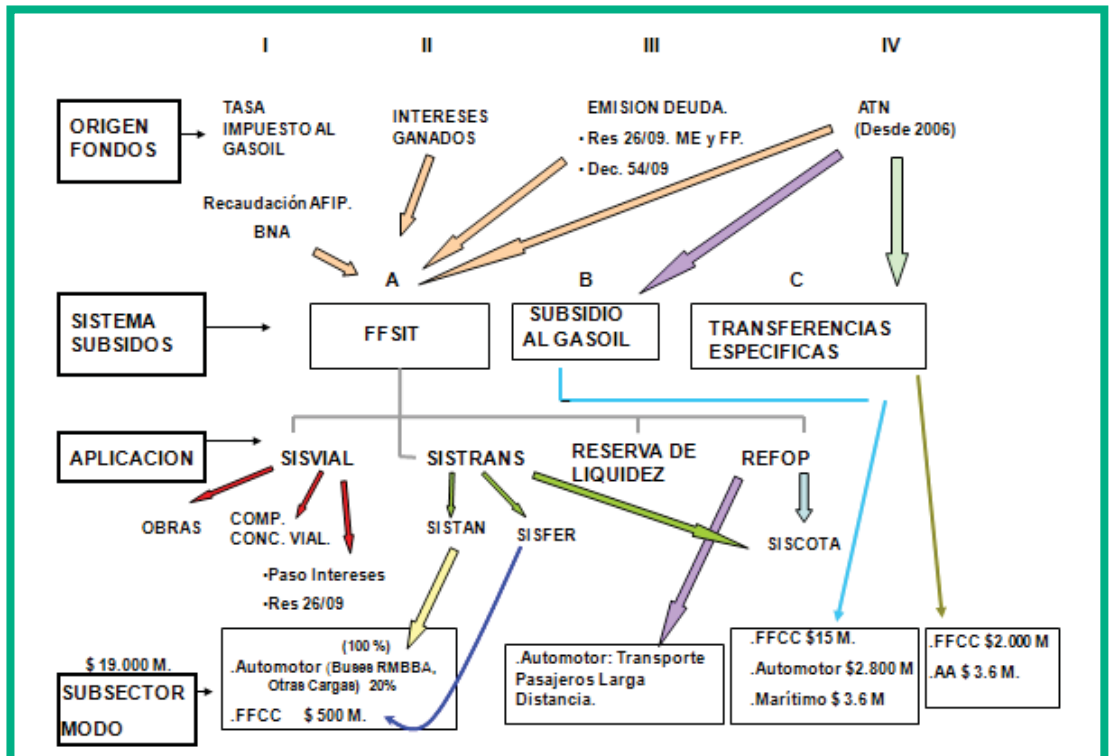 I
II
III
IV
ORIGEN
FONDOS
TASA
IMPUESTO AL
GASOIL
INTERESES
GANADOS
EMISION DEUDA.
• Res 26/09. ME y FP.
• Dec. 54/09
ATN
(Desde 2006)
Recaudación AFIP.
BNA
A
B
C
SISTEMA
SUBSIDOS
FFSIT
SUBSIDIO
AL GASOIL
TRANSFERENCIAS
ESPECIFICAS
APLICACION
SISVIAL
SISTRANS
RESERVA DE
LIQUIDEZ
REFOP
OBRAS
COMP.
CONC. VIAL.
SISTAN
SISFER
SISCOTA
•Paso Intereses
•Res 26/09
$ 19.000 M.
SUBSECTOR
MODO
(100 %)
.Automotor (Buses RMBBA,
Otras Cargas) 20%
.FFCC $ 500 M.
.Automotor: Transporte
Pasajeros Larga
Distancia.
.FFCC $15 M.
.Automotor $2.800 M
.Marítimo $ 3.6 M
.FFCC $2.000 M
.AA $ 3.6 M.